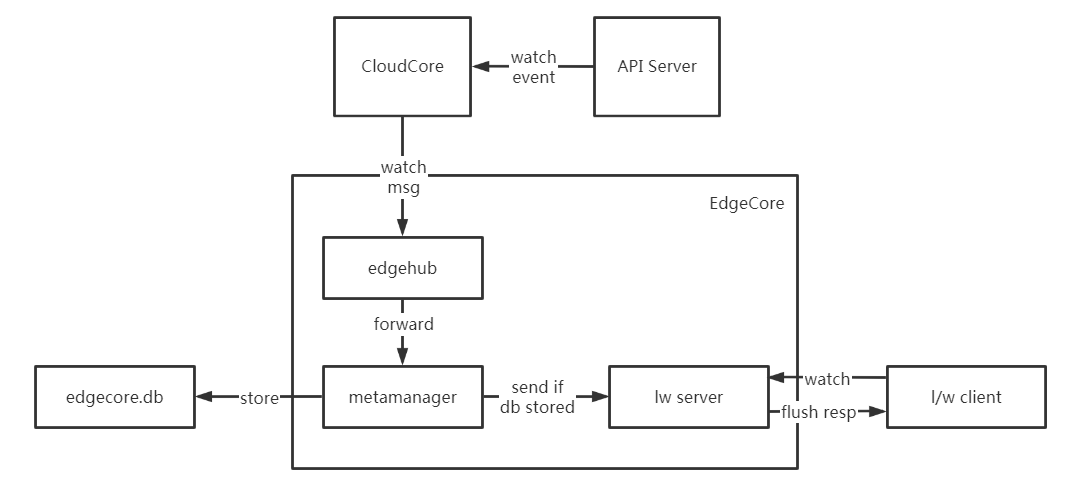 CloudCore
watch
event
API Server
watch
msg
EdgeCore
edgehub
forward
edgecore.db
store
metamanager
send if
db stored
lw server
watch
flush resp
l/w client